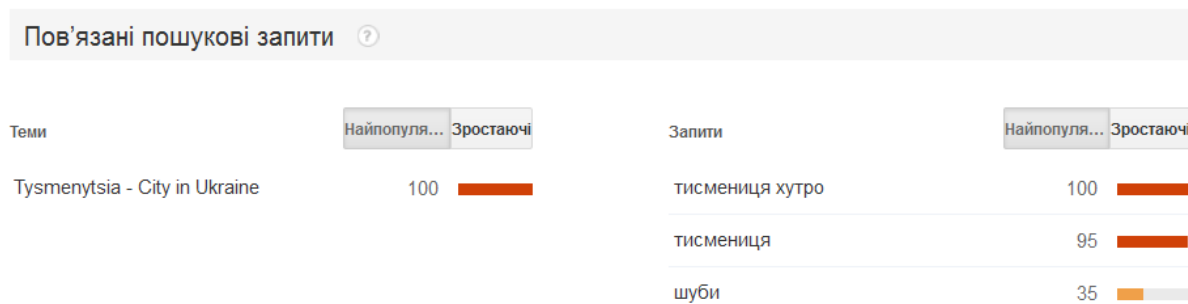 Пов’язані пошукові запити ?
Теми Найпопуля... Зростаючі
Tysmenytsia - City in Ukraine 100
Запити Найпопуля... Зростаючі
тисмениця хутро 100
тисмениця 95
шуби 35